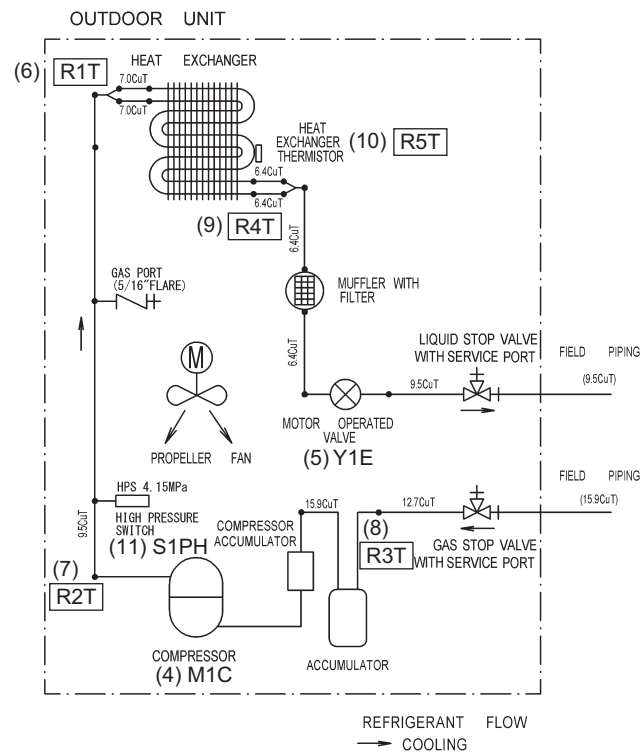 OUTDOOR UNIT
HEAT EXCHANGER
(6) R1T
7.0CuT
7.0CuT
HEAT
EXCHANGER
THERMISTOR
(10) R5T
6.4CuT
6.4CuT
(9) R4T
6.4CuT
GAS PORT
(5/16"FLARE)
MUFFLER WITH
FILTER
6.4CuT
LIQUID STOP VALVE
WITH SERVICE PORT
FIELD PIPING
(9.5CuT)
M
9.5CuT
MOTOR OPERATED
VALVE
(5) Y1E
PROPELLER FAN
HPS 4.15MPa
HIGH PRESSURE
SWITCH
(11) S1PH
9.5CuT
COMPRESSOR
ACCUMULATOR
15.9CuT
12.7CuT
FIELD PIPING
(15.9CuT)
(8)
R3T
GAS STOP VALVE
WITH SERVICE PORT
(7)
R2T
COMPRESSOR
(4) M1C
ACCUMULATOR
REFRIGERANT FLOW
COOLING